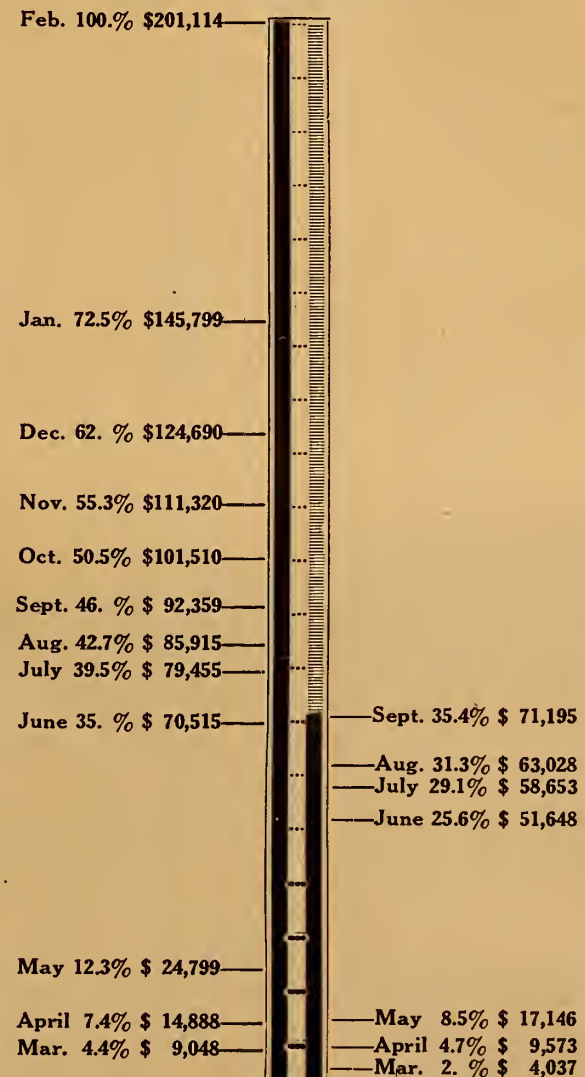 Feb. 100.% $201,114
Jan. 72.5% $145,799
Dec. 62. % $124,690
Nov. 55.3% $111,320
Oct. 50.5% $101,510
Sept. 46. % $ 92,359
Aug. 42.7% $ 85,915
July 39.5% $ 79,455
June 35. % $ 70,515
May 12.3% $ 24,799
April 7.4% $ 14,888
Mar. 4.4% $ 9,048
Sept. 35.4% $ 71,195
Aug. 31.3% $ 63,028
July 29.1% $ 58,653
June 25.6% $ 51,648
May 8.5% $ 17,146
April 4.7% $ 9,573
Mar. 2. % $ 4,037